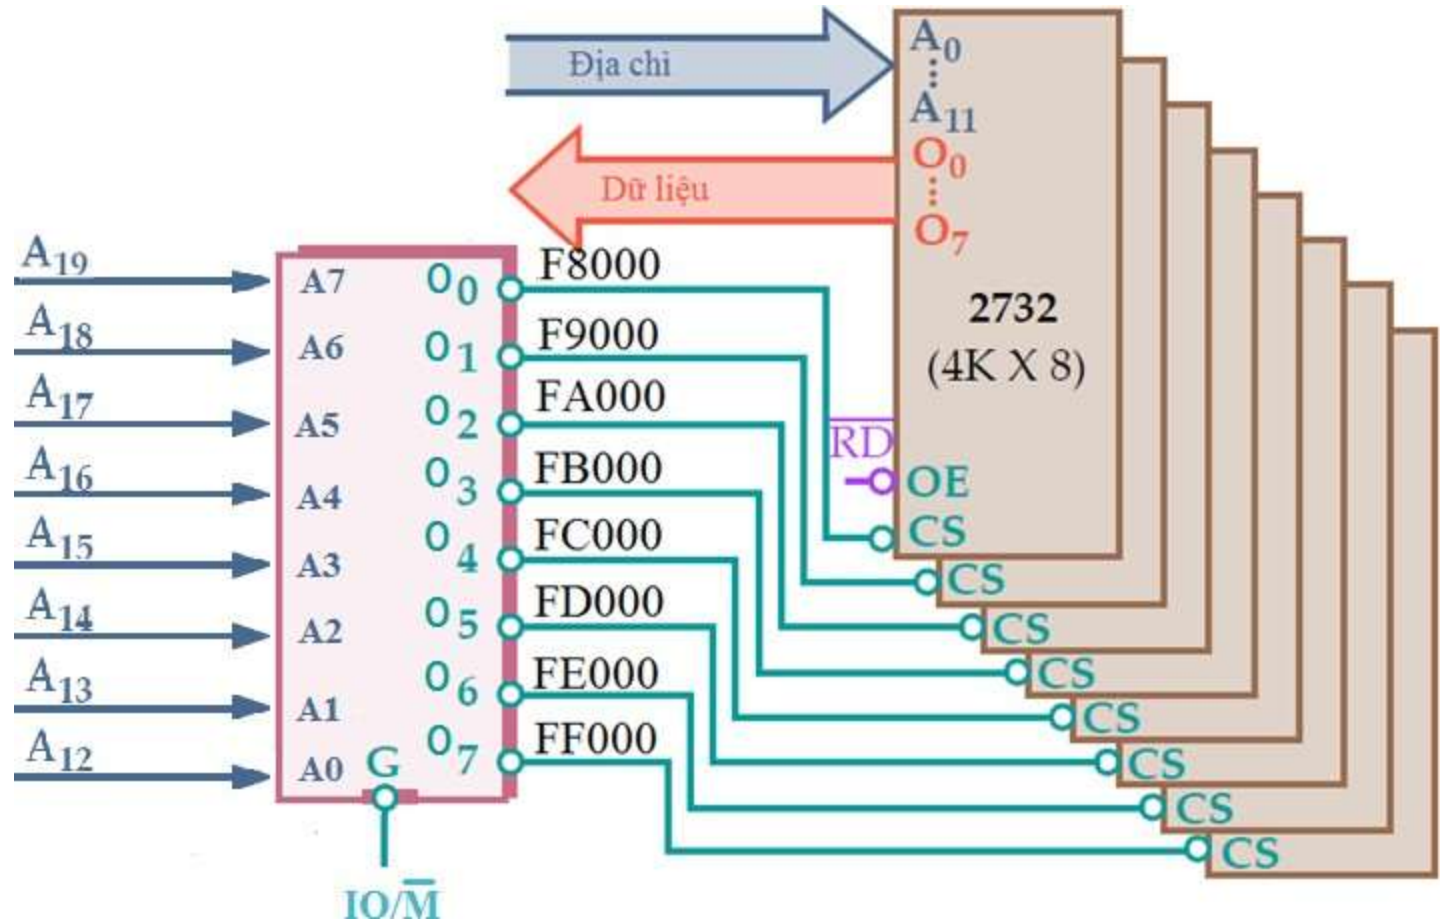 Địa chỉ
Dữ liệu
A0
A11
O0
O7
2732
(4K X 8)
RD
OE
CS
CS
CS
CS
CS
CS
CS
CS
A19
A18
A17
A16
A15
A14
A13
A12
A7
A6
A5
A4
A3
A2
A1
A0
G
O0
O1
O2
O3
O4
O5
O6
O7
F8000
F9000
FA000
FB000
FC000
FD000
FE000
FF000
IO/M̅